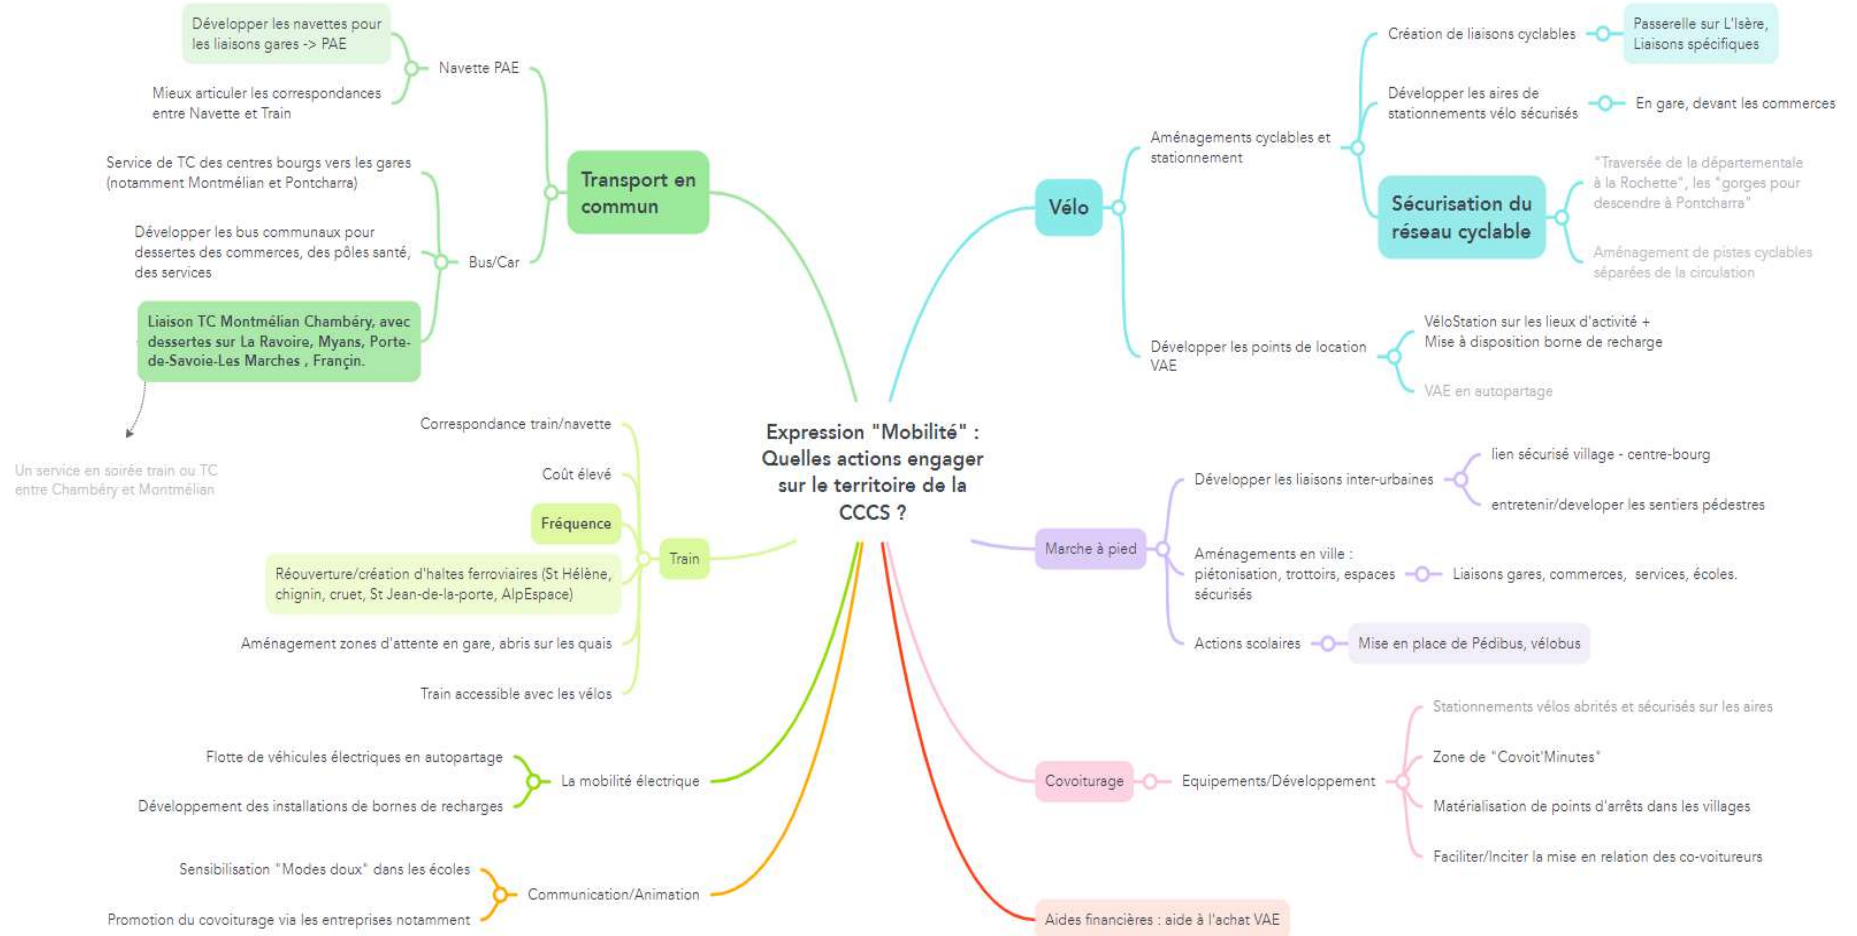 Expression "Mobilité" :
Quelles actions engager
sur le territoire de la
CCCS ?
Transport en
commun
Navette PAE
Développer les navettes pour
les liaisons gares -> PAE
Mieux articuler les correspondances
entre Navette et Train
Bus/Car
Service de TC des centres bourgs vers les gares
(notamment Montmélian et Pontcharra)
Développer les bus communaux pour
dessertes des commerces, des pôles santé,
des services
Liaison TC Montmélian Chambéry, avec
dessertes sur La Ravoire, Myans, Porte-
de-Savoie-Les Marches , Françin.
Un service en soirée train ou TC
entre Chambéry et Montmélian
Train
Correspondance train/navette
Coût élevé
Fréquence
Réouverture/création d'haltes ferroviaires (St Hélène,
chignin, cruet, St Jean-de-la-porte, AlpEspace)
Aménagement zones d'attente en gare, abris sur les quais
Train accessible avec les vélos
La mobilité électrique
Flotte de véhicules électriques en autopartage
Développement des installations de bornes de recharges
Communication/Animation
Sensibilisation "Modes doux" dans les écoles
Promotion du covoiturage via les entreprises notamment
Vélo
Aménagements cyclables et
stationnement
Création de liaisons cyclables
Passerelle sur L'Isère,
Liaisons spécifiques
Développer les aires de
stationnements vélo sécurisés
En gare, devant les commerces
Sécurisation du
réseau cyclable
"Traversée de la départementale
à la Rochette", les "gorges pour
descendre à Pontcharra"
Aménagement de pistes cyclables
séparées de la circulation
Développer les points de location
VAE
VéloStation sur les lieux d'activité +
Mise à disposition borne de recharge
VAE en autopartage
Marche à pied
Développer les liaisons inter-urbaines
lien sécurisé village - centre-bourg
entretenir/developer les sentiers pédestres
Aménagements en ville :
piétonisation, trottoirs, espaces
sécurisés
Liaisons gares, commerces, services, écoles.
Actions scolaires
Mise en place de Pédibus, vélobus
Covoiturage
Equipements/Développement
Stationnements vélos abrités et sécurisés sur les aires
Zone de "Covoit'Minutes"
Matérialisation de points d'arrêts dans les villages
Faciliter/Inciter la mise en relation des co-voitureurs
Aides financières : aide à l'achat VAE